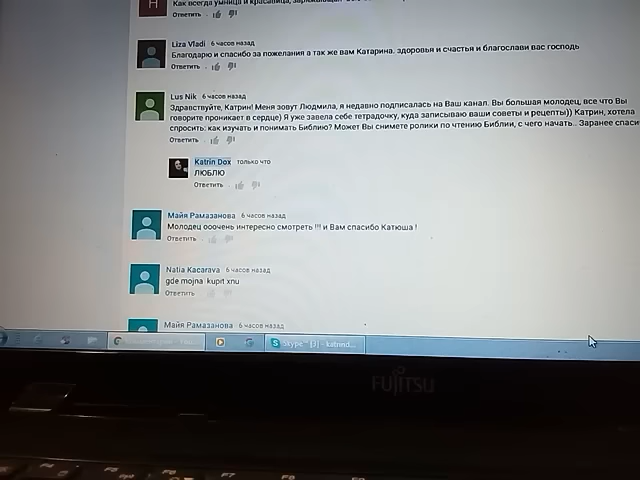 H
Как всегда умница и красавица,
Ответить
Liza Vladi 6 часов назад
Благодарю и спасибо за пожелания а так же вам Катарина. здоровья и счастья и благослави вас господь
Ответить
Lus Nik 6 часов назад
Здравствуйте, Катрин! Меня зовут Людмила, я недавно подписалась на Ваш канал. Вы большая молодец, все что Вы
говорите проникает в сердце) Я уже завела себе тетрадочку, куда записываю ваши советы и рецепты)) Катрин, хотела
спросить: как изучать и понимать Библию? Может Вы снимете ролики по чтению Библии, с чего начать.. Заранее спаси
Ответить
Katrin Dox только что
ЛЮБЛЮ
Ответить
Майя Рамазанова 6 часов назад
Молодец ооочень интересно смотреть !!! и Вам спасибо Катюша !
Ответить
Natia Kacarava 6 часов назад
gde mojna kupit xnu
Ответить
Майя Рамазанова 6 часов назад
Skype™ [3] - katrind...
FUJITSU
F7